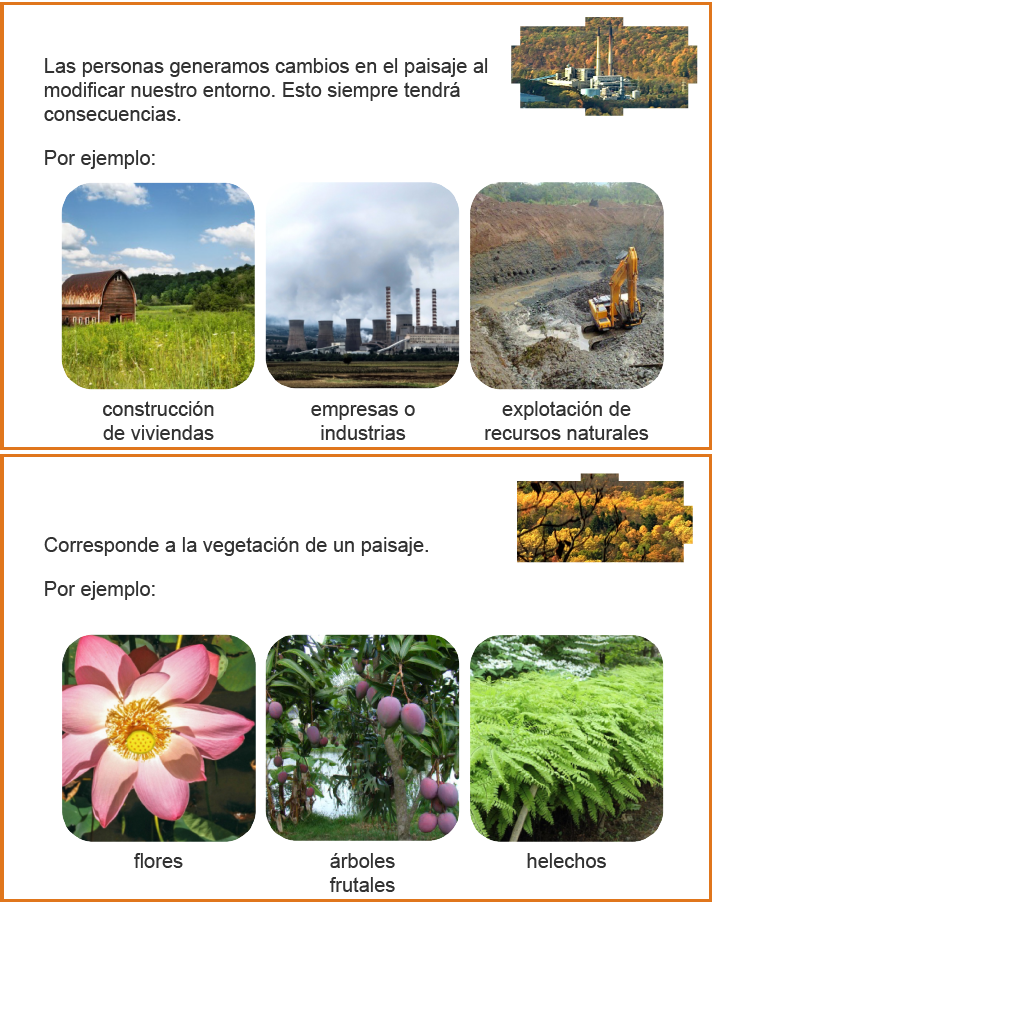 Las personas generamos cambios en el paisaje al
modificar nuestro entorno. Esto siempre tendrá
consecuencias.
Por ejemplo:
construcción
de viviendas
empresas o
industrias
explotación de
recursos naturales
Corresponde a la vegetación de un paisaje.
Por ejemplo:
flores
árboles
frutales
helechos